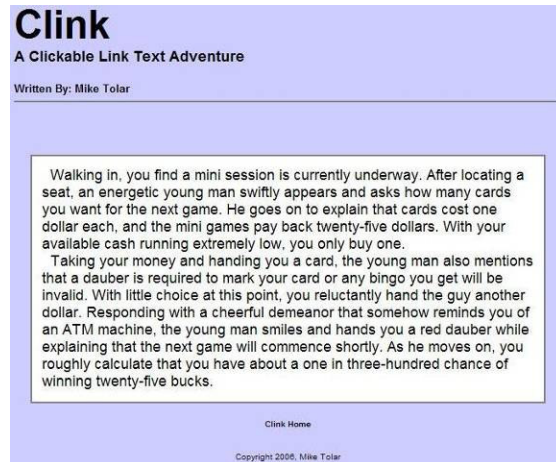 Clink
A Clickable Link Text Adventure
Written By: Mike Tolar
Walking in, you find a mini session is currently underway. After locating a
seat, an energetic young man swiftly appears and asks how many cards
you want for the next game. He goes on to explain that cards cost one
dollar each, and the mini games pay back twenty-five dollars. With your
available cash running extremely low, you only buy one.
Taking your money and handing you a card, the young man also mentions
that a dauber is required to mark your card or any bingo you get will be
invalid. With little choice at this point, you reluctantly hand the guy another
dollar. Responding with a cheerful demeanor that somehow reminds you of
an ATM machine, the young man smiles and hands you a red dauber while
explaining that the next game will commence shortly. As he moves on, you
roughly calculate that you have about a one in three-hundred chance of
winning twenty-five bucks.
Clink Home
Copyright 2006, Mike Tolar